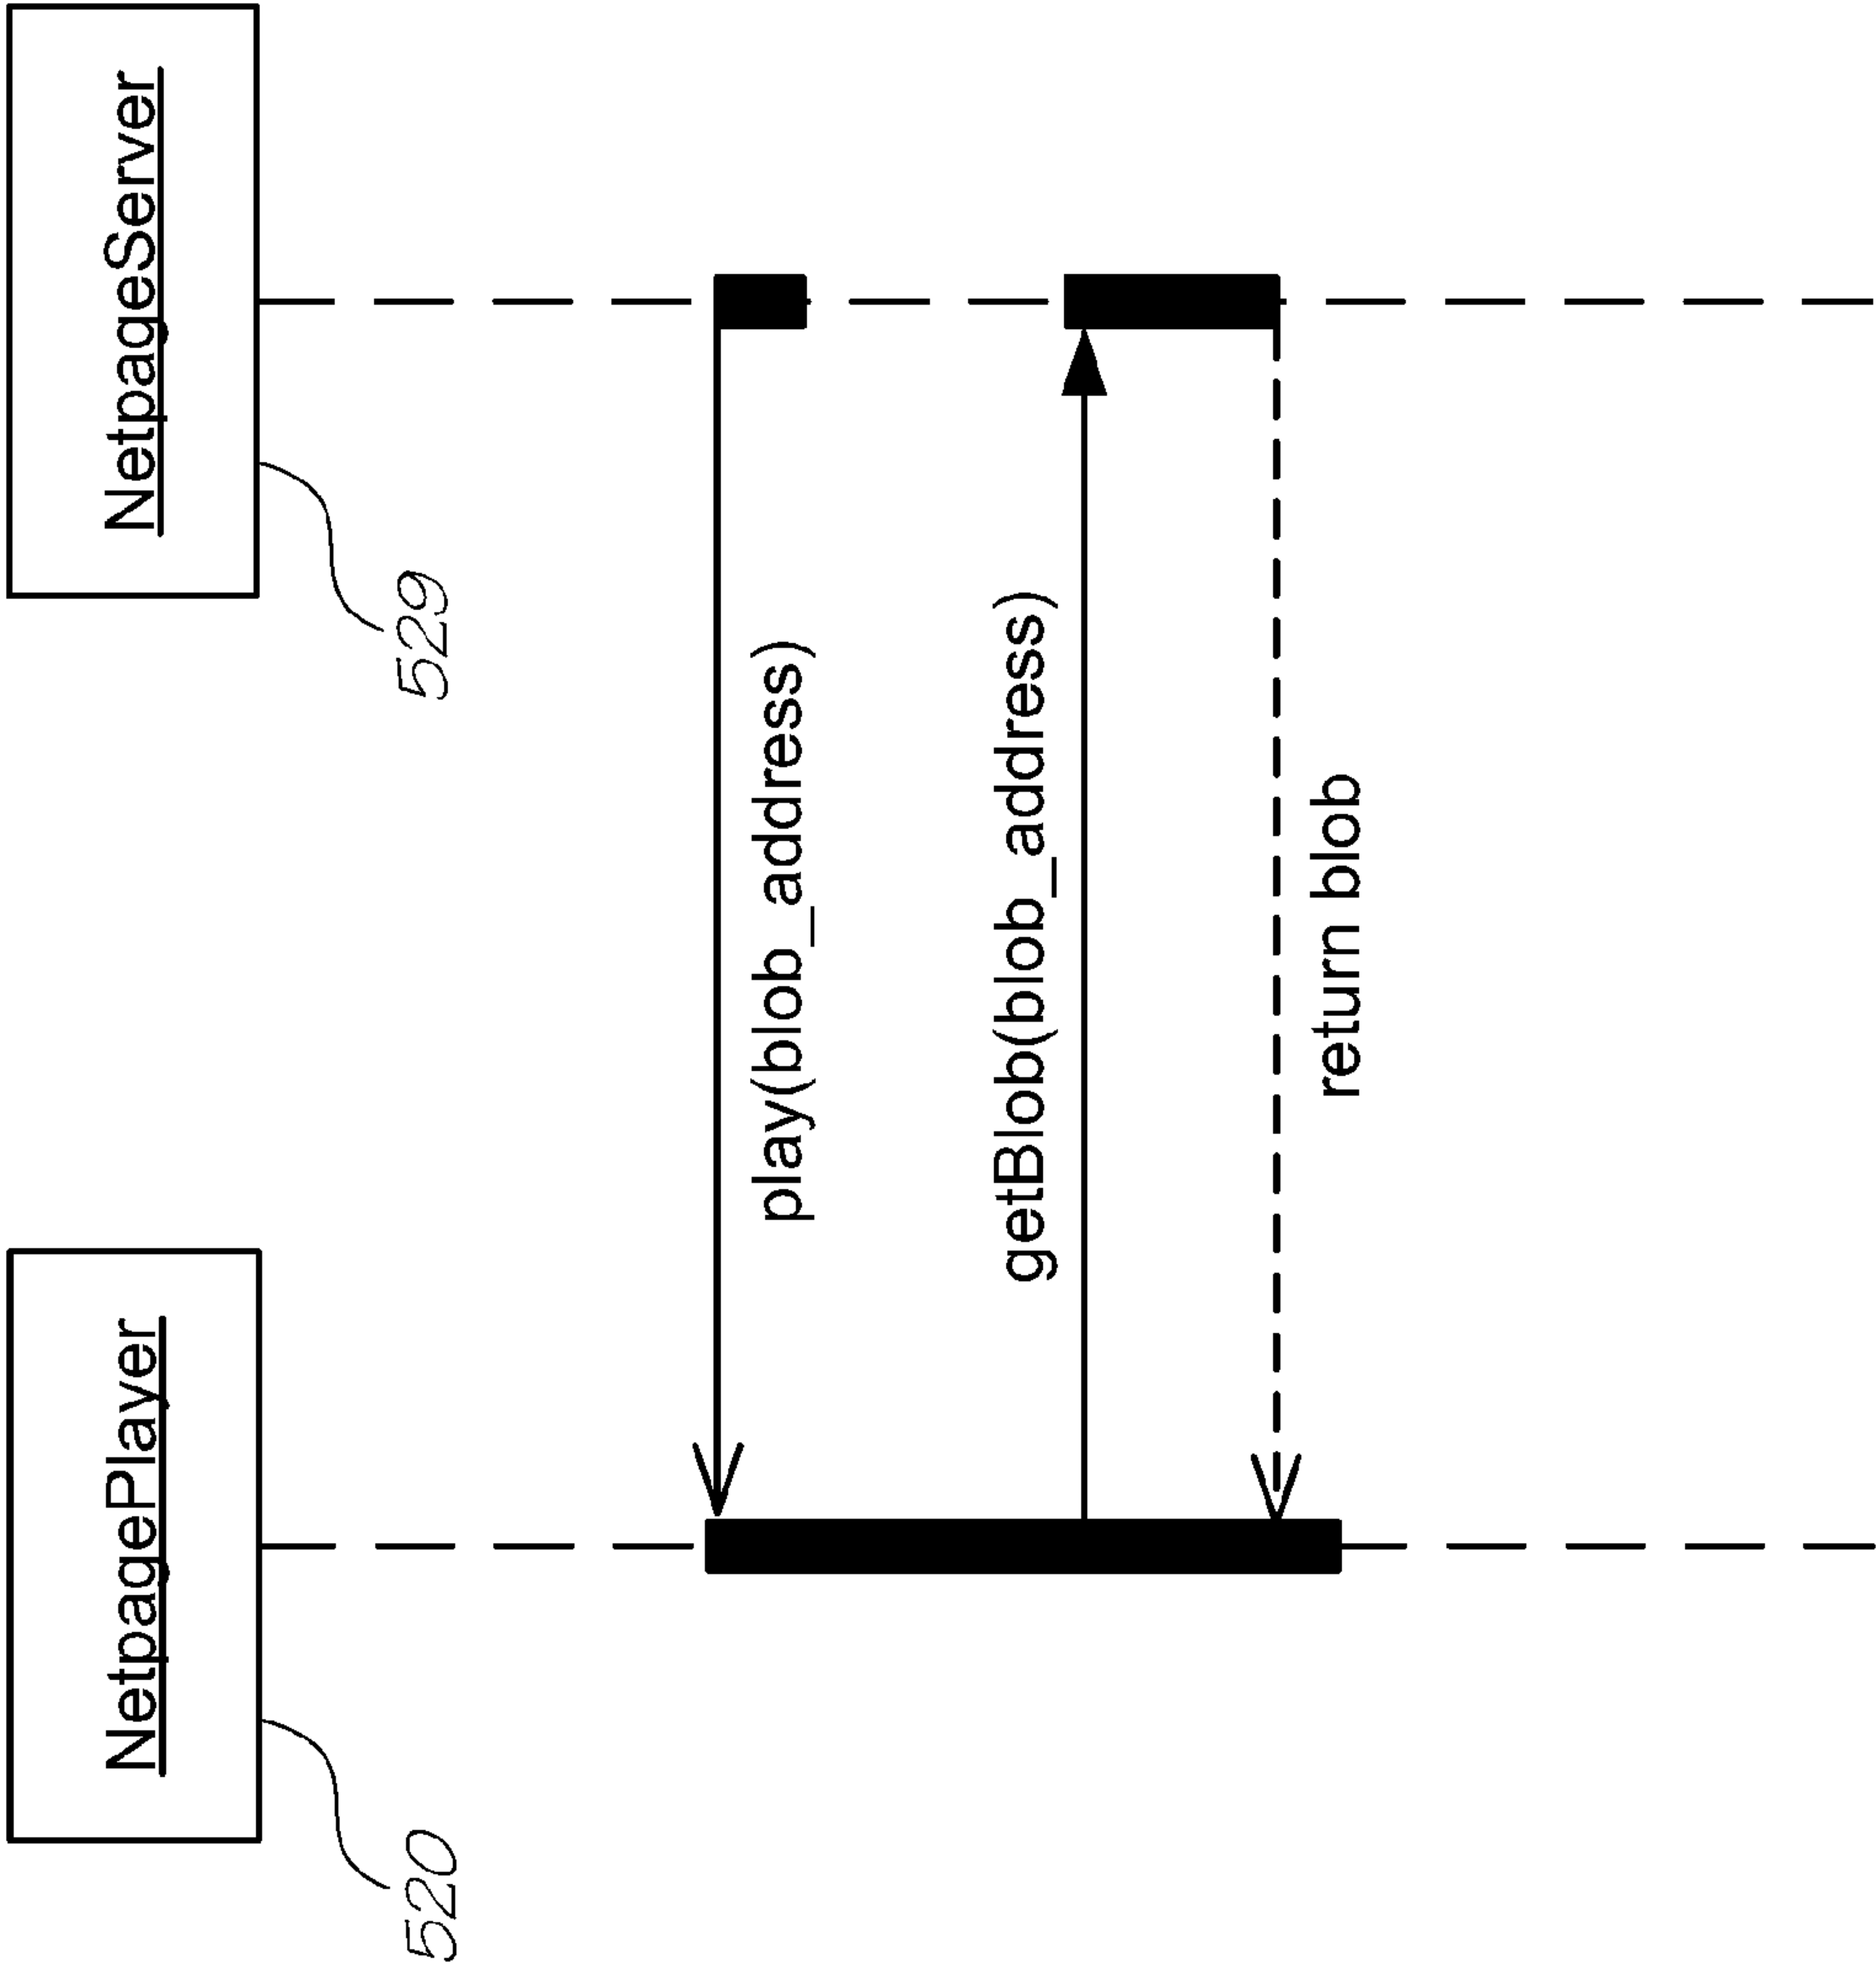 NetpagePlayer
NetpageServer
520
529
play(blob_address)
getBlob(blob_address)
return blob